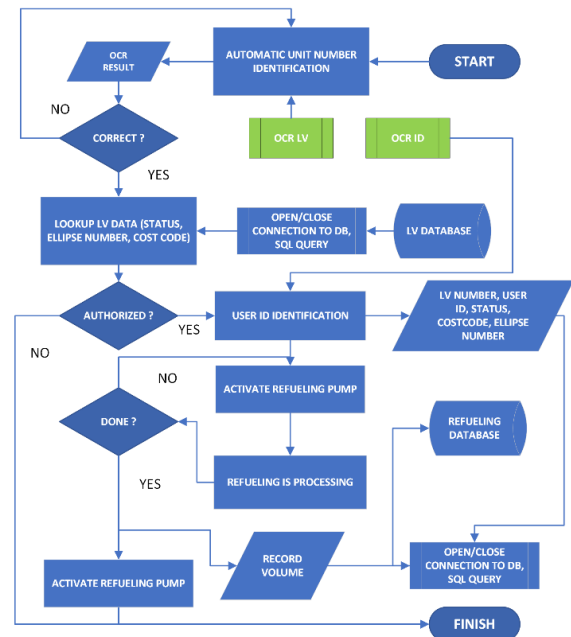 AUTOMATIC UNIT NUMBER
IDENTIFICATION
START
OCR
RESULT
NO
CORRECT ?
OCR LV
OCR ID
YES
LOOKUP LV DATA (STATUS,
ELLIPSE NUMBER, COST CODE)
OPEN/CLOSE
CONNECTION TO DB,
SQL QUERY
LV DATABASE
AUTHORIZED ?
YES
USER ID IDENTIFICATION
LV NUMBER, USER
ID, STATUS,
COSTCODE, ELLIPSE
NUMBER
NO
NO
ACTIVATE REFUELING PUMP
DONE ?
REFUELING
DATABASE
REFUELING IS PROCESSING
YES
RECORD
VOLUME
OPEN/CLOSE
CONNECTION TO DB,
SQL QUERY
ACTIVATE REFUELING PUMP
FINISH